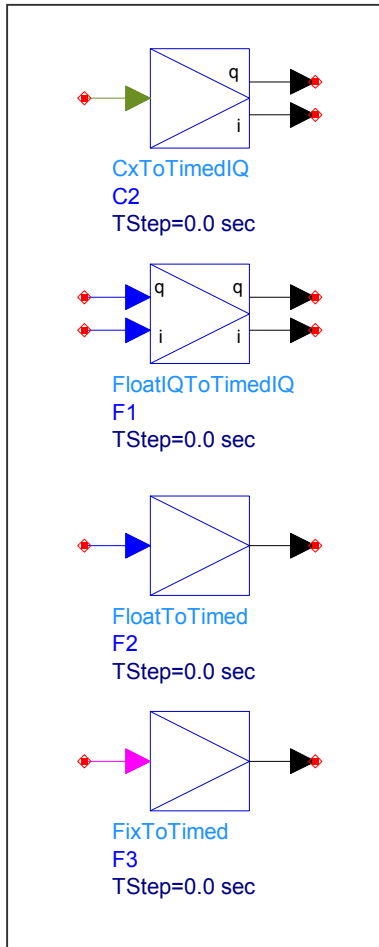 q
i
CxToTimedIQ
C2
TStep=0.0 sec
q q
i i
FloatIQToTimedIQ
F1
TStep=0.0 sec
FloatToTimed
F2
TStep=0.0 sec
FixToTimed
F3
TStep=0.0 sec